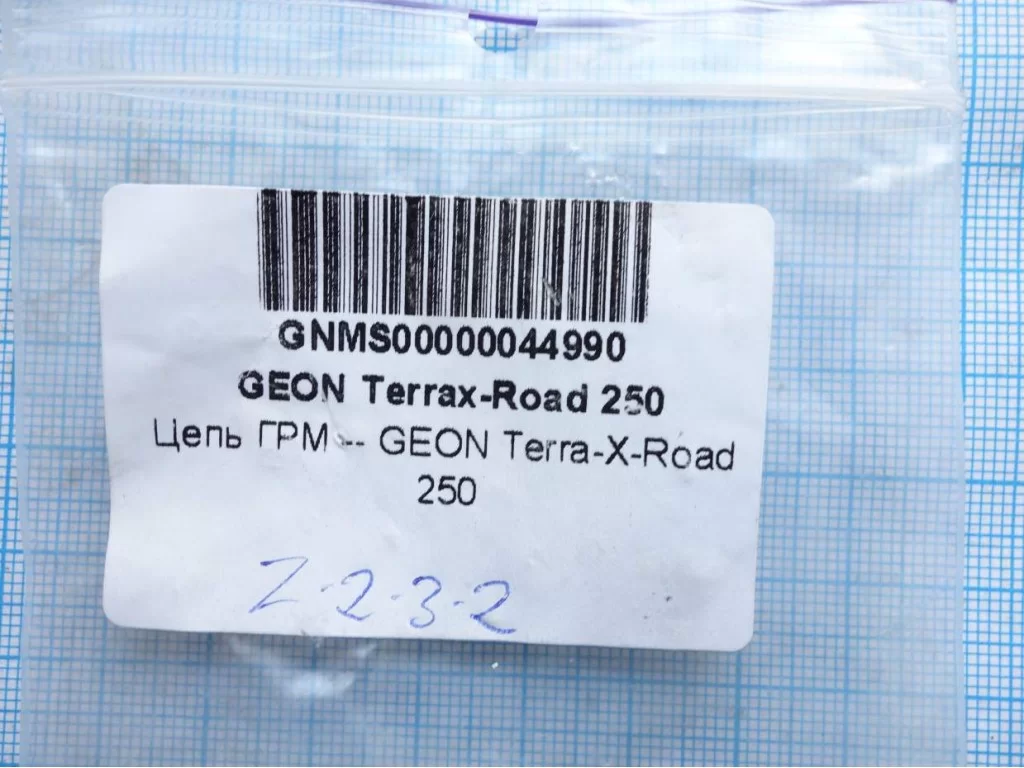 GNMS00000044990
GEON Terrax-Road 250
Цепь ГРМ -- GEON Terra-X-Road
250
Z-2-3-2